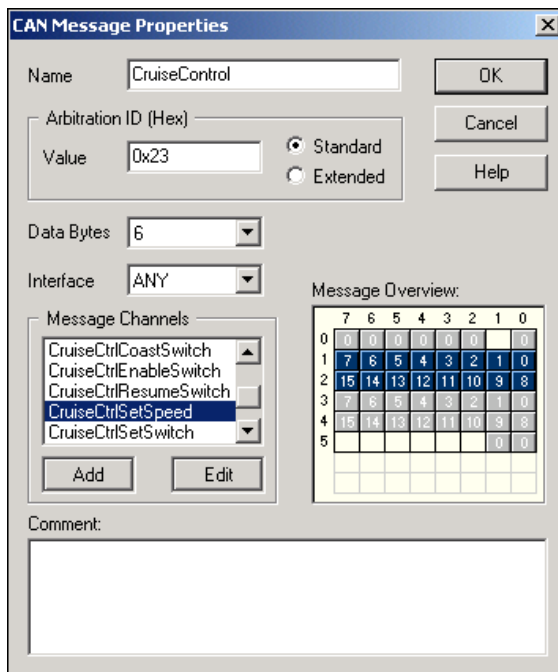 CAN Message Properties
Name CruiseControl OK
Arbitration ID (Hex) Cancel
Value 0x23 Standard
Extended Help
Data Bytes 6
Interface ANY
Message Channels Message Overview:
CruiseCtrlCoastSwitch
CruiseCtrlEnableSwitch
CruiseCtrlResumeSwitch
CruiseCtrlSetSpeed
CruiseCtrlSetSwitch
Add Edit
7 6 5 4 3 2 1 0
0 0 0 0 0 0 0 0
1 7 6 5 4 3 2 1 0
2 15 14 13 12 11 10 9 8
3 7 6 5 4 3 2 1 0
4 15 14 13 12 11 10 9 8
5 0 0
Comment: